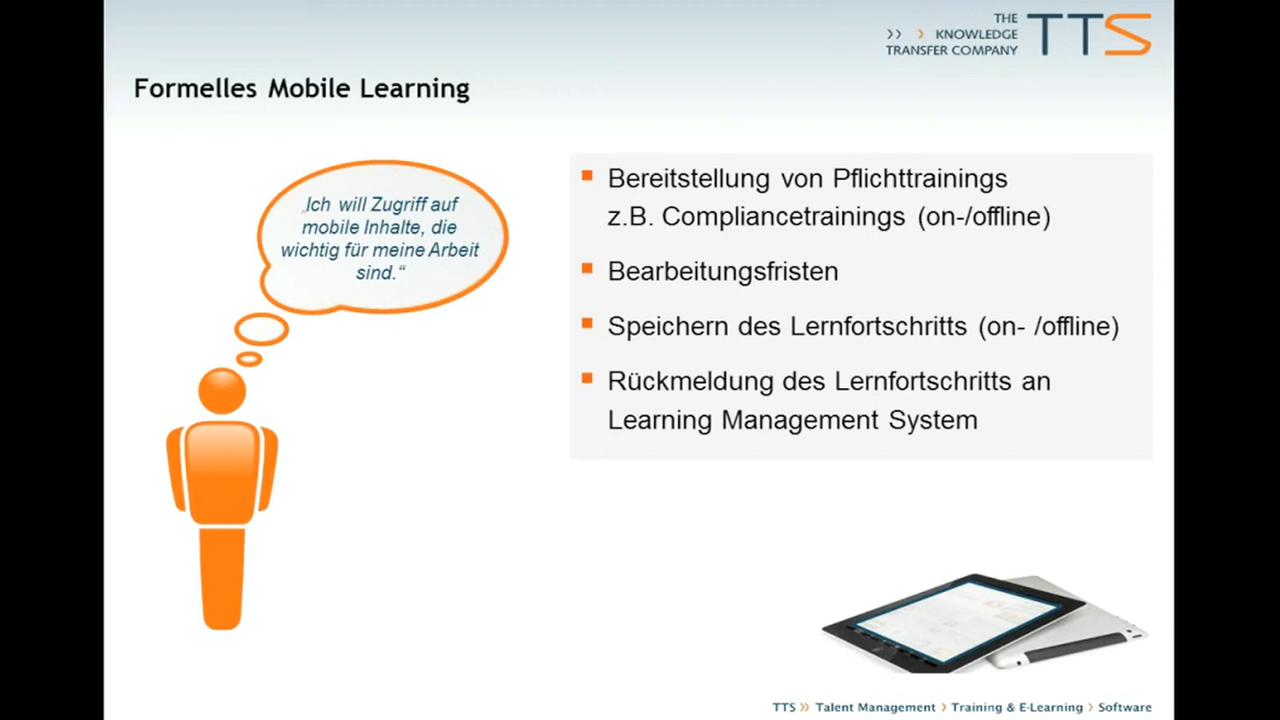 THE
>> > KNOWLEDGE
TRANSFER COMPANY
TTS
Formelles Mobile Learning
„Ich will Zugriff auf
mobile Inhalte, die
wichtig für meine Arbeit
sind.“
Bereitstellung von Pflichttrainings
z.B. Compliancetrainings (on-/offline)
Bearbeitungsfristen
Speichern des Lernfortschritts (on- /offline)
Rückmeldung des Lernfortschritts an
Learning Management System
TTS >> Talent Management > Training & E-Learning > Software